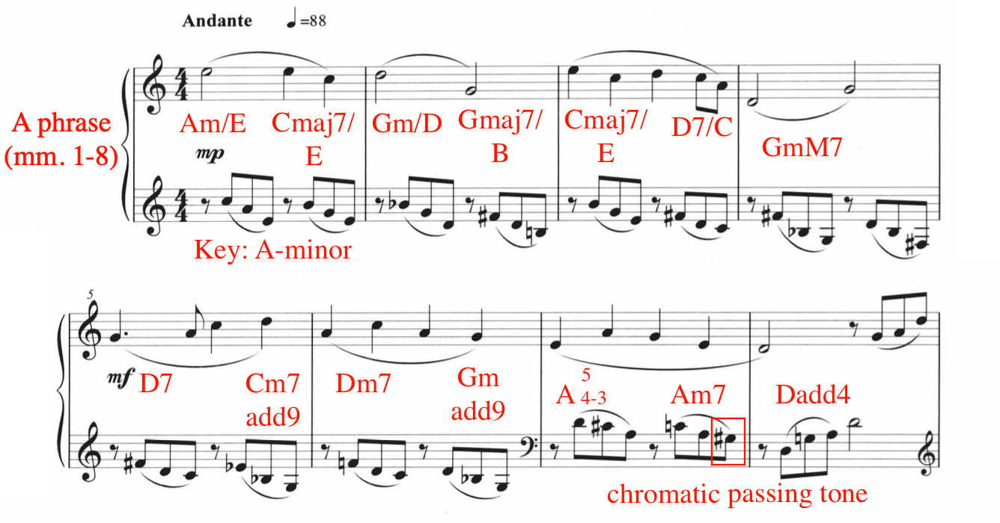 Andante ♩=88
A phrase
(mm. 1-8)
Am/E Cmaj7/
E
Gm/D Gmaj7/
B
Cmaj7/
E
D7/C
GmM7
mp
Key: A-minor
5
mf D7 Cm7
add9
Dm7 Gm
add9
A 5
4-3
Am7
Dadd4
chromatic passing tone